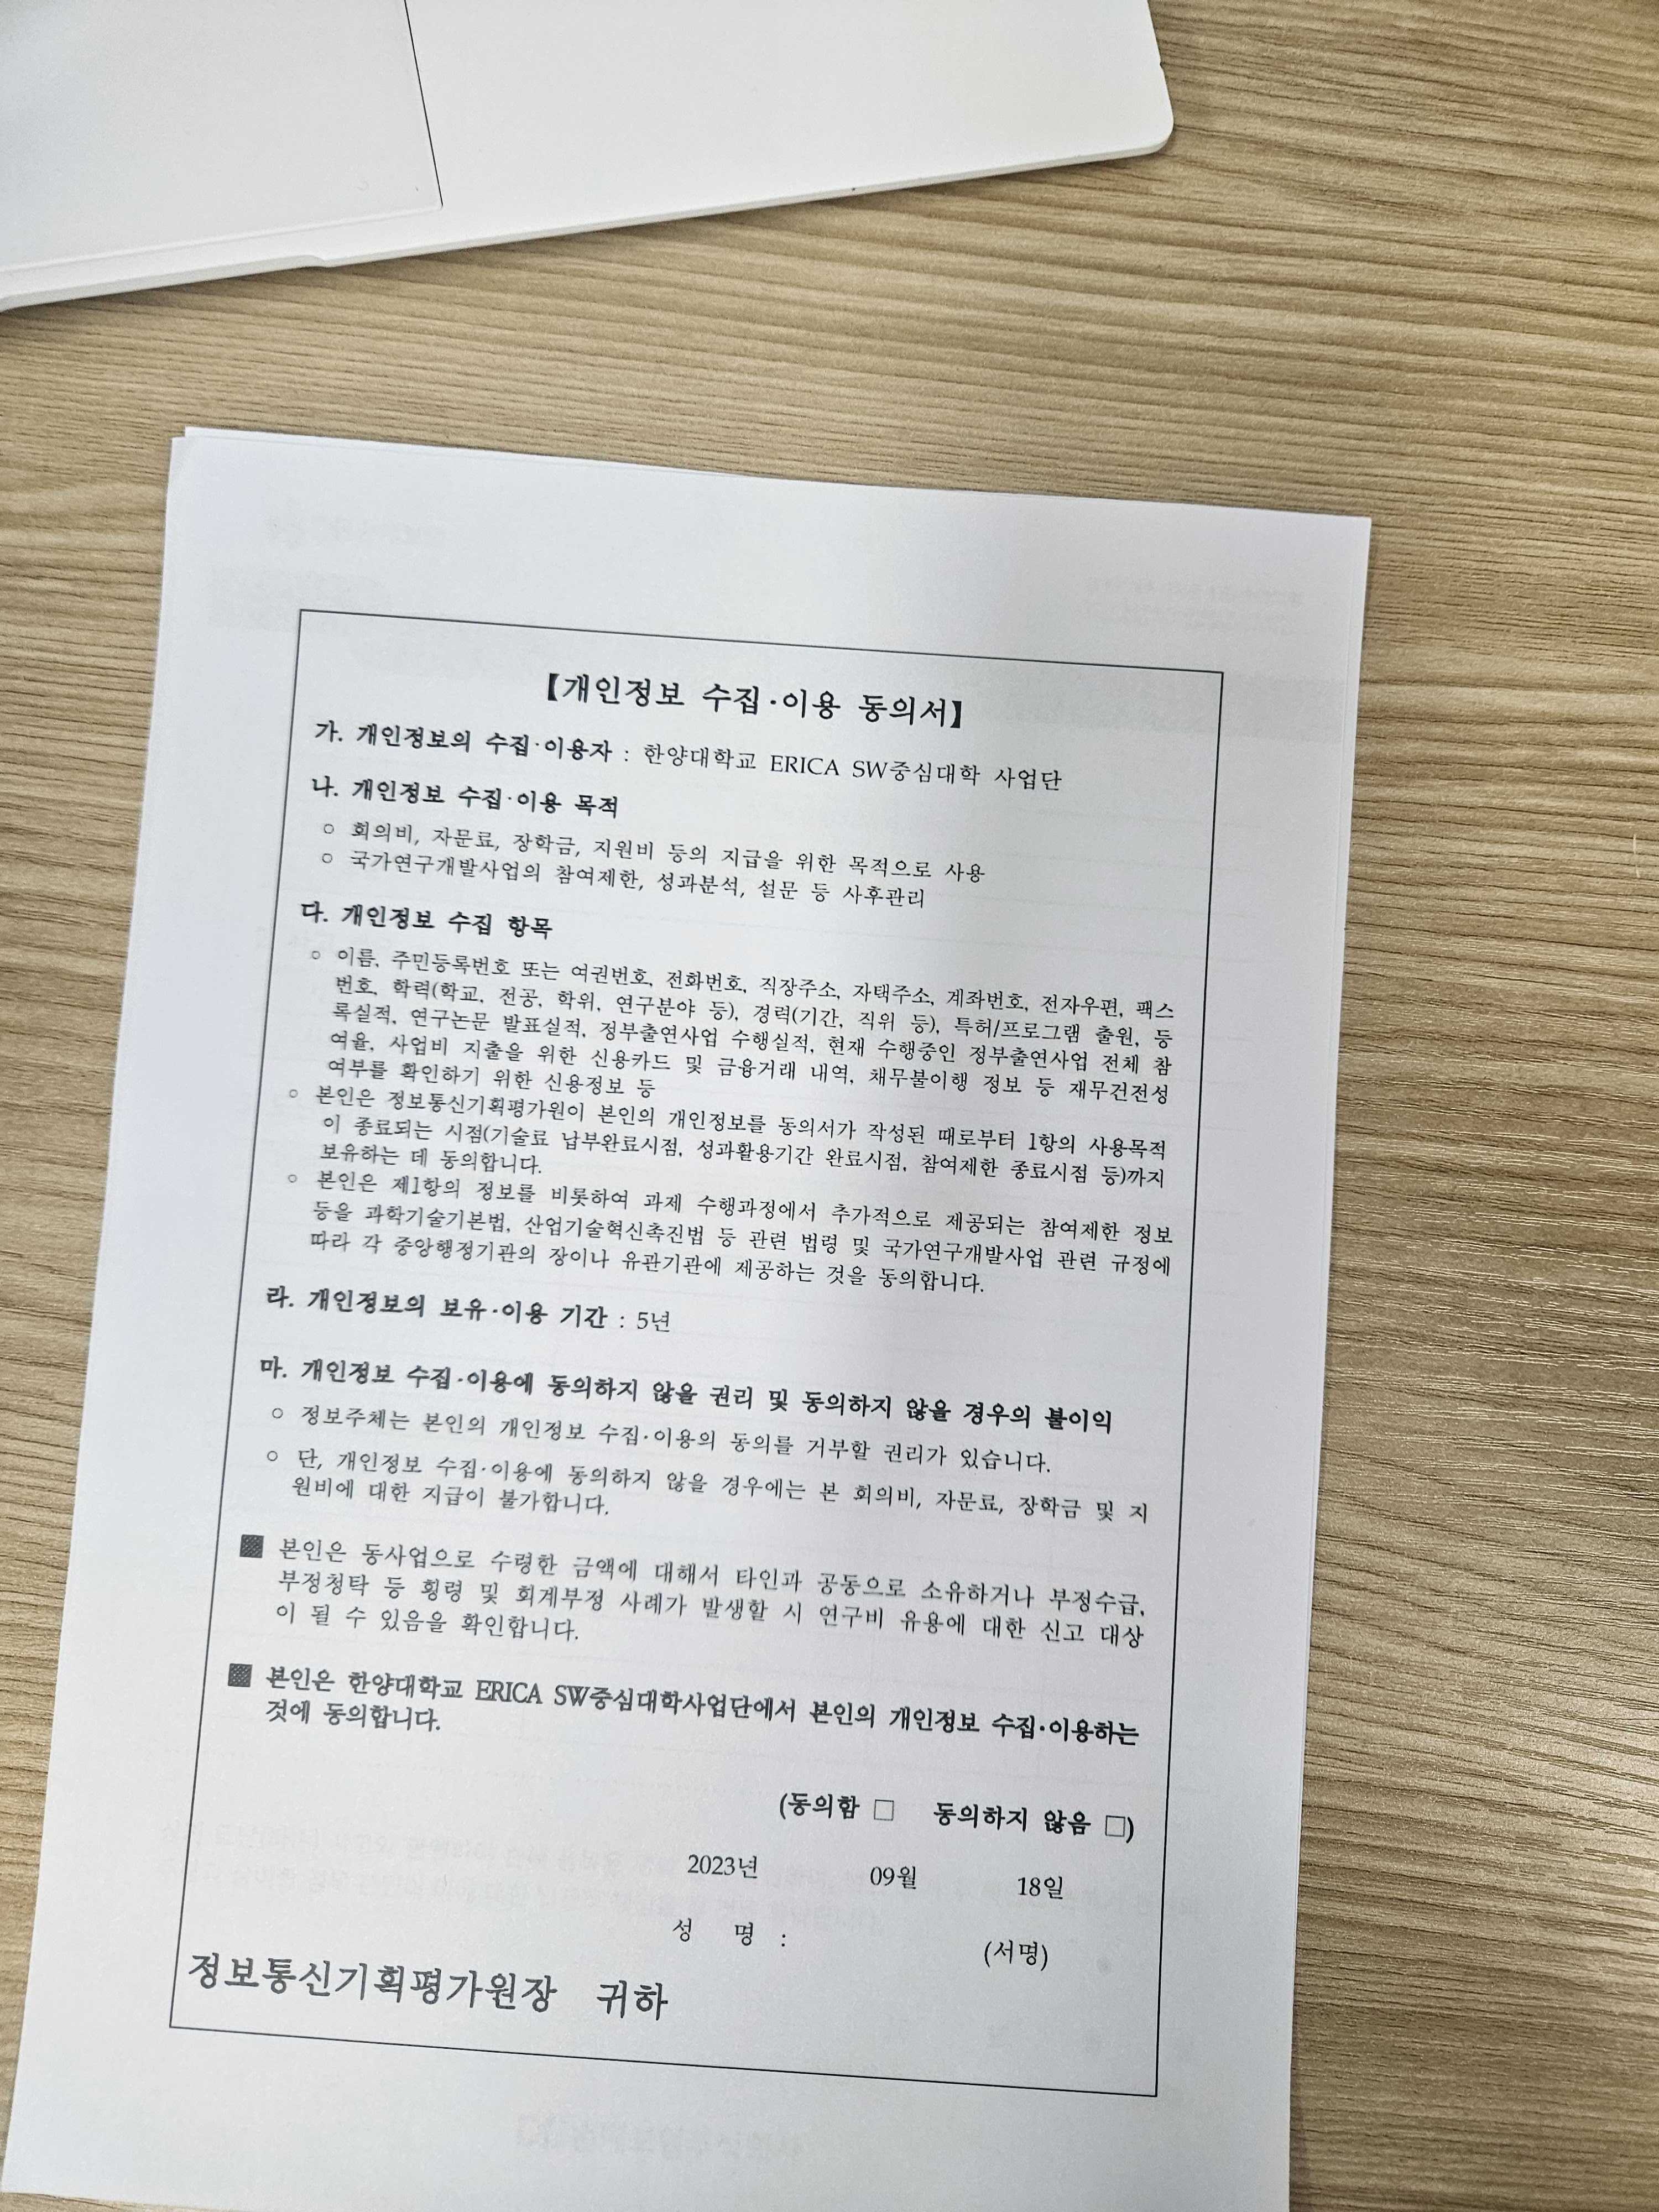 【개인정보 수집·이용 동의서】
가. 개인정보의 수집·이용자 : 한양대학교 ERICA SW중심대학 사업단
나. 개인정보 수집·이용 목적
○ 회의비, 자문료, 장학금, 지원비 등의 지급을 위한 목적으로 사용
○ 국가연구개발사업의 참여제한, 성과분석, 설문 등 사후관리
다. 개인정보 수집 항목
○ 이름, 주민등록번호 또는 여권번호, 전화번호, 직장주소, 자택주소, 계좌번호, 전자우편, 팩스
번호, 학력(학교, 전공, 학위, 연구분야 등), 경력(기간, 직위 등), 특허/프로그램 출원, 등
록실적, 연구논문 발표실적, 정부출연사업 수행실적, 현재 수행중인 정부출연사업 전체 참
여율, 사업비 지출을 위한 신용카드 및 금융거래 내역, 채무불이행 정보 등 재무건전성
여부를 확인하기 위한 신용정보 등
○ 본인은 정보통신기획평가원이 본인의 개인정보를 동의서가 작성된 때로부터 1항의 사용목적
이 종료되는 시점(기술료 납부완료시점, 성과활용기간 완료시점, 참여제한 종료시점 등)까지
보유하는 데 동의합니다.
○ 본인은 제1항의 정보를 비롯하여 과제 수행과정에서 추가적으로 제공되는 참여제한 정보
등을 과학기술기본법, 산업기술혁신촉진법 등 관련 법령 및 국가연구개발사업 관련 규정에
따라 각 중앙행정기관의 장이나 유관기관에 제공하는 것을 동의합니다.
라. 개인정보의 보유·이용 기간 : 5년
마. 개인정보 수집·이용에 동의하지 않을 권리 및 동의하지 않을 경우의 불이익
○ 정보주체는 본인의 개인정보 수집·이용의 동의를 거부할 권리가 있습니다.
○ 단, 개인정보 수집·이용에 동의하지 않을 경우에는 본 회의비, 자문료, 장학금 및 지
원비에 대한 지급이 불가합니다.
▩ 본인은 동사업으로 수령한 금액에 대해서 타인과 공동으로 소유하거나 부정수급,
부정청탁 등 횡령 및 회계부정 사례가 발생할 시 연구비 유용에 대한 신고 대상
이 될 수 있음을 확인합니다.
▩ 본인은 한양대학교 ERICA SW중심대학사업단에서 본인의 개인정보 수집·이용하는
것에 동의합니다.
(동의함 □ 동의하지 않음 □)
2023년 09월 18일
성 명 : (서명)
정보통신기획평가원장 귀하